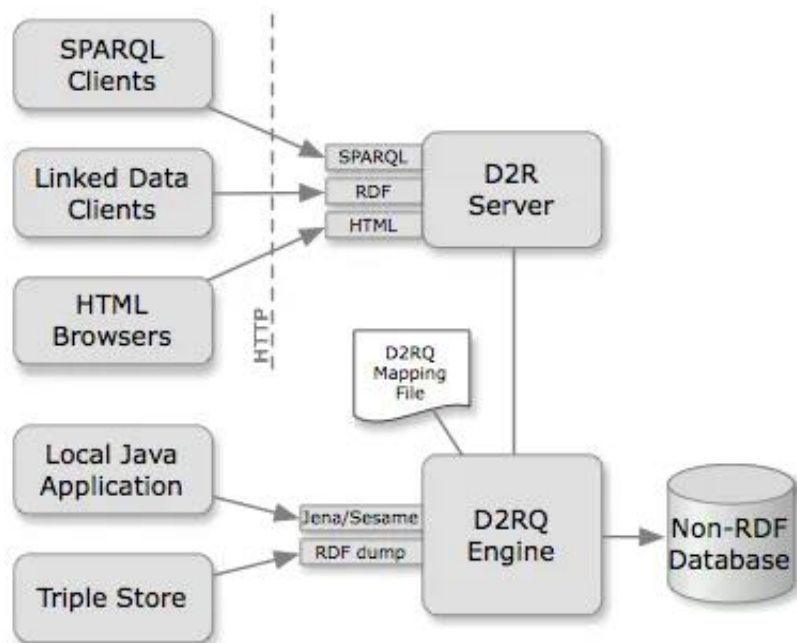 SPARQL
Clients
Linked Data
Clients
HTML
Browsers
HTTP
SPARQL
RDF
HTML
D2R
Server
D2RQ
Mapping
File
Local Java
Application
Triple Store
Jena/Sesame
RDF dump
D2RQ
Engine
Non-RDF
Database